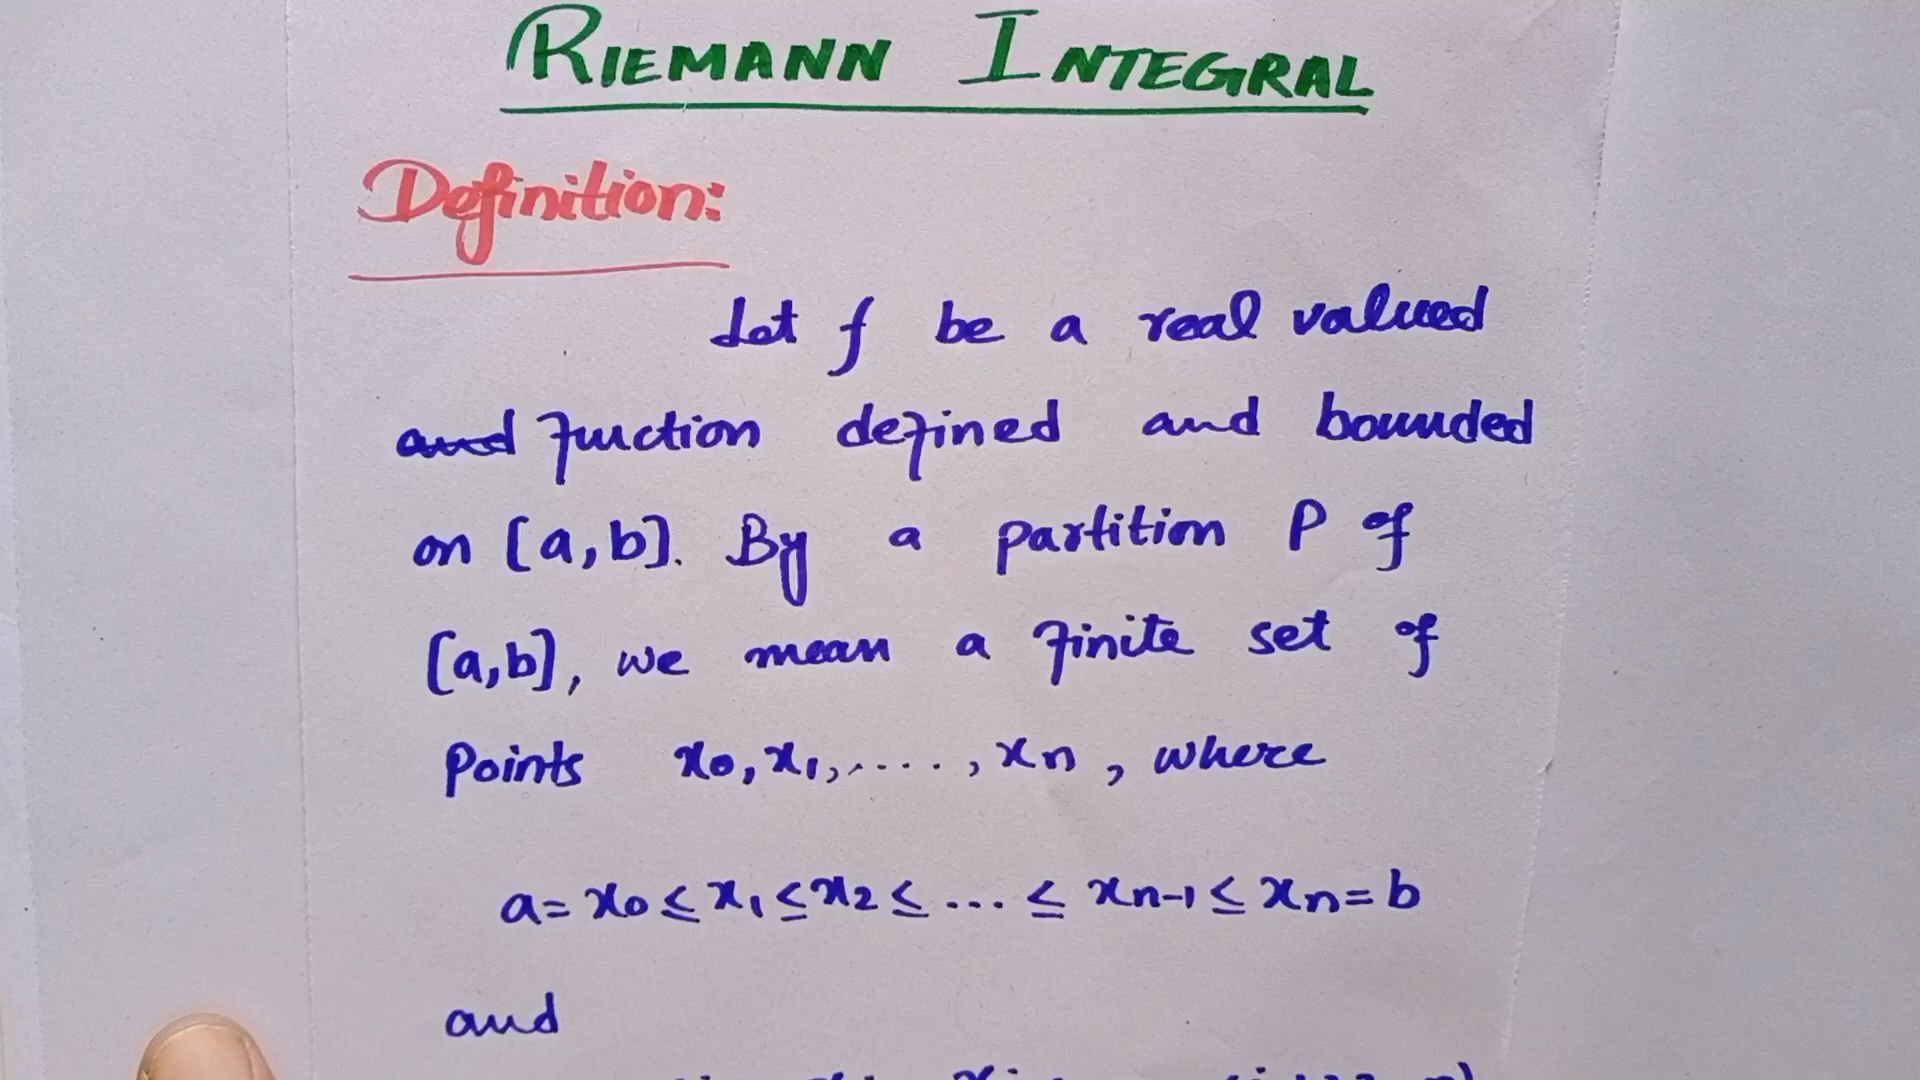 RIEMANN INTEGRAL
Definition:
Let f be a real valued
and function defined and bounded
on [a,b]. By a partition P of
[a,b], we mean a finite set of
Points x₀, x₁, ....., xₙ, where
a = x₀ ≤ x₁ ≤ x₂ ≤ ... ≤ xₙ₋₁ ≤ xₙ = b
and